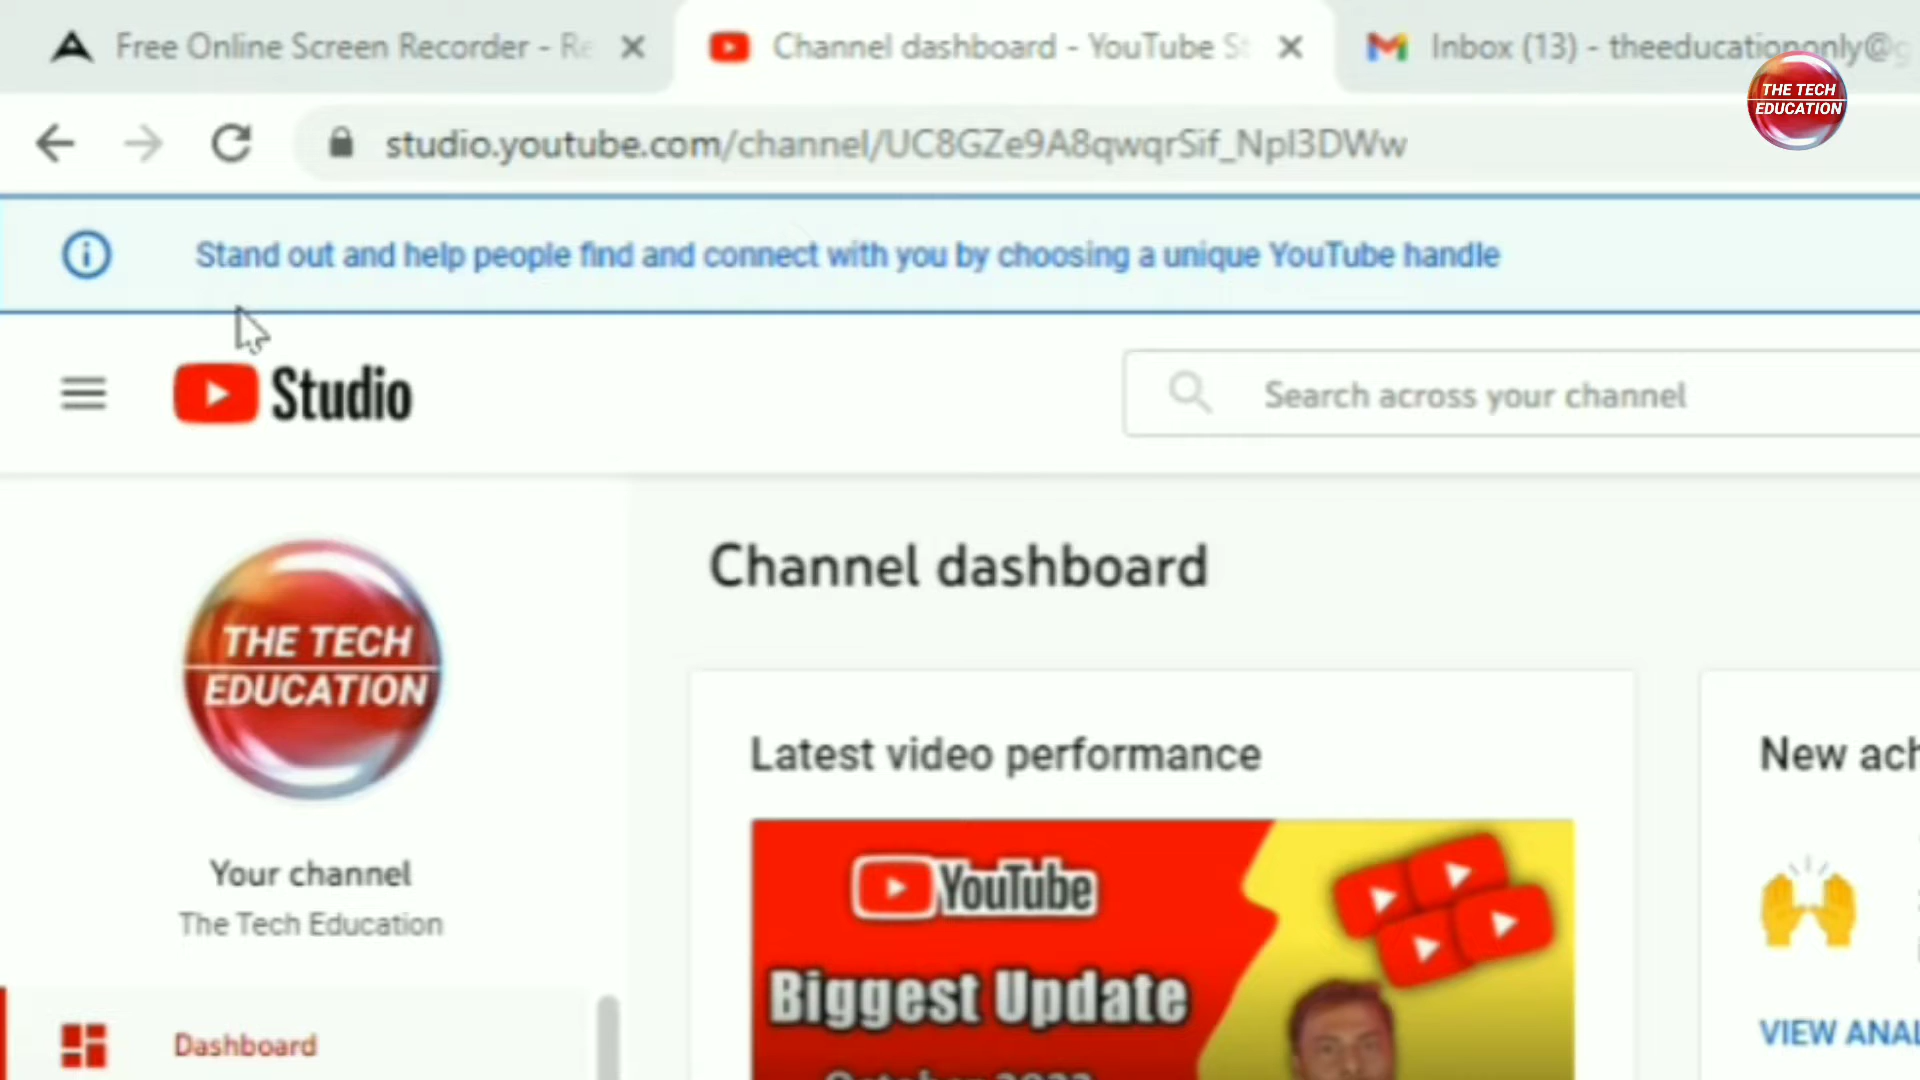 Free Online Screen Recorder - Re
Channel dashboard - YouTube St
Inbox (13) - theeducationonly@g
THE TECH
EDUCATION
studio.youtube.com/channel/UC8GZe9A8qwqrSif_NpI3DWw
Stand out and help people find and connect with you by choosing a unique YouTube handle
Studio
Search across your channel
Channel dashboard
THE TECH
EDUCATION
Latest video performance
New ach
YouTube
Your channel
The Tech Education
Biggest Update
VIEW ANAL
Dashboard